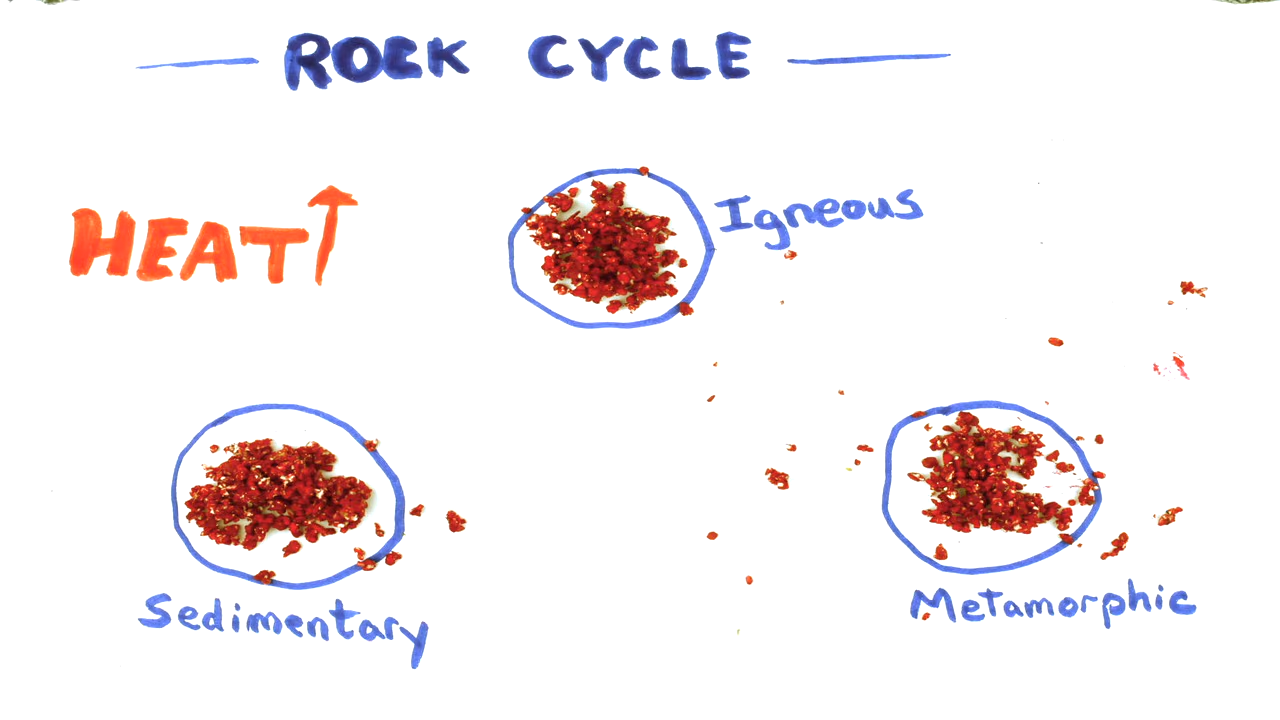 ROCK CYCLE
HEAT↑
Igneous
Sedimentary
Metamorphic